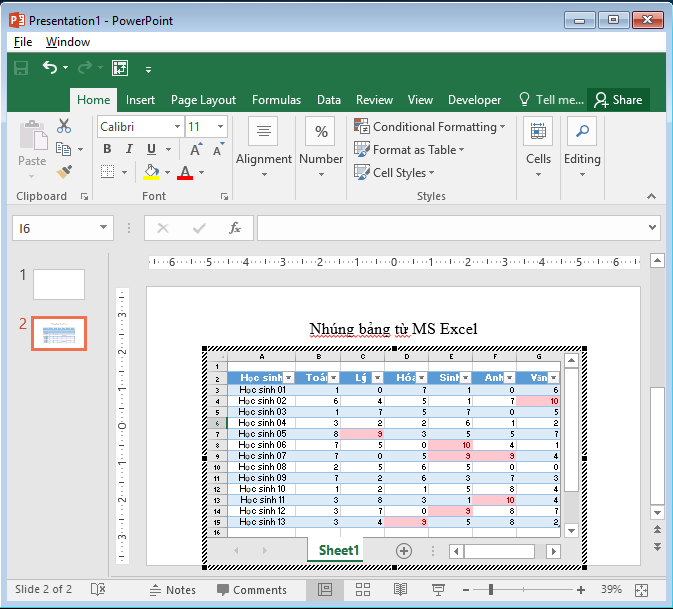 Presentation1 - PowerPoint
File Window
Home Insert Page Layout Formulas Data Review View Developer Tell me... Share
Paste
Calibri 11
B I U A A
A
Alignment
%
Number
Conditional Formatting
Format as Table
Cell Styles
Cells
Editing
Clipboard Font Styles
I6 fx
6 5 4 3 2 1 0 1 2 3 4 5 6
1
2
3 2 1 0 1 2 3
Nhúng bảng từ MS Excel
A B C D E F G
1
2 Học sinh Toán Lý Hóa Sinh Anh Văn
3 Học sinh 01 1 0 7 1 0 6
4 Học sinh 02 6 4 5 1 7 10
5 Học sinh 03 1 7 5 7 0 5
6 Học sinh 04 3 2 2 6 1 2
7 Học sinh 05 8 9 3 5 5 7
8 Học sinh 06 7 5 0 10 4 1
9 Học sinh 07 7 0 5 9 9 4
10 Học sinh 08 2 5 6 5 0 0
11 Học sinh 09 7 2 6 3 7 3
12 Học sinh 10 1 2 1 5 8 4
13 Học sinh 11 3 8 3 1 10 4
14 Học sinh 12 3 7 0 9 8 7
15 Học sinh 13 3 4 9 5 8 2
16
Sheet1
Slide 2 of 2 Notes Comments 39%